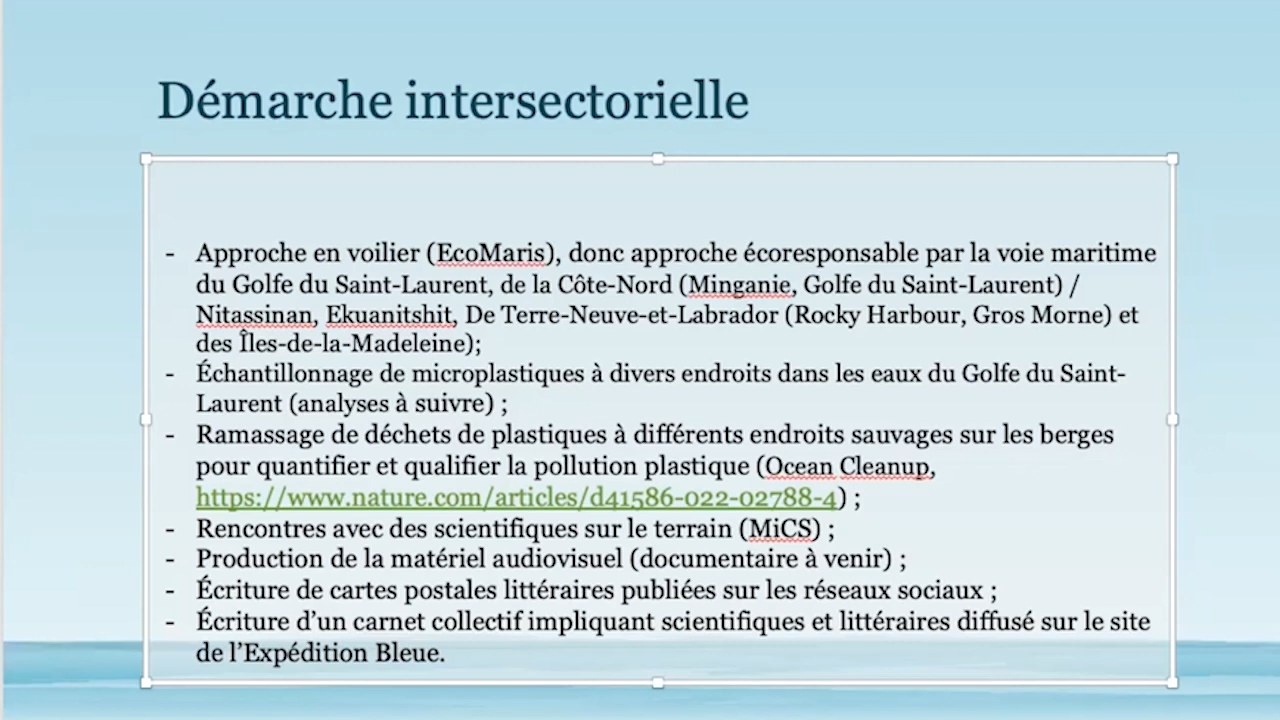 Démarche intersectorielle
- Approche en voilier (EcoMaris), donc approche écoresponsable par la voie maritime
du Golfe du Saint-Laurent, de la Côte-Nord (Minganie, Golfe du Saint-Laurent) /
Nitassinan, Ekuanitshit, De Terre-Neuve-et-Labrador (Rocky Harbour, Gros Morne) et
des Îles-de-la-Madeleine);
- Échantillonnage de microplastiques à divers endroits dans les eaux du Golfe du Saint-
Laurent (analyses à suivre) ;
- Ramassage de déchets de plastiques à différents endroits sauvages sur les berges
pour quantifier et qualifier la pollution plastique (Ocean Cleanup,
https://www.nature.com/articles/d41586-022-02788-4) ;
- Rencontres avec des scientifiques sur le terrain (MiCS) ;
- Production de la matériel audiovisuel (documentaire à venir) ;
- Écriture de cartes postales littéraires publiées sur les réseaux sociaux ;
- Écriture d’un carnet collectif impliquant scientifiques et littéraires diffusé sur le site
de l’Expédition Bleue.